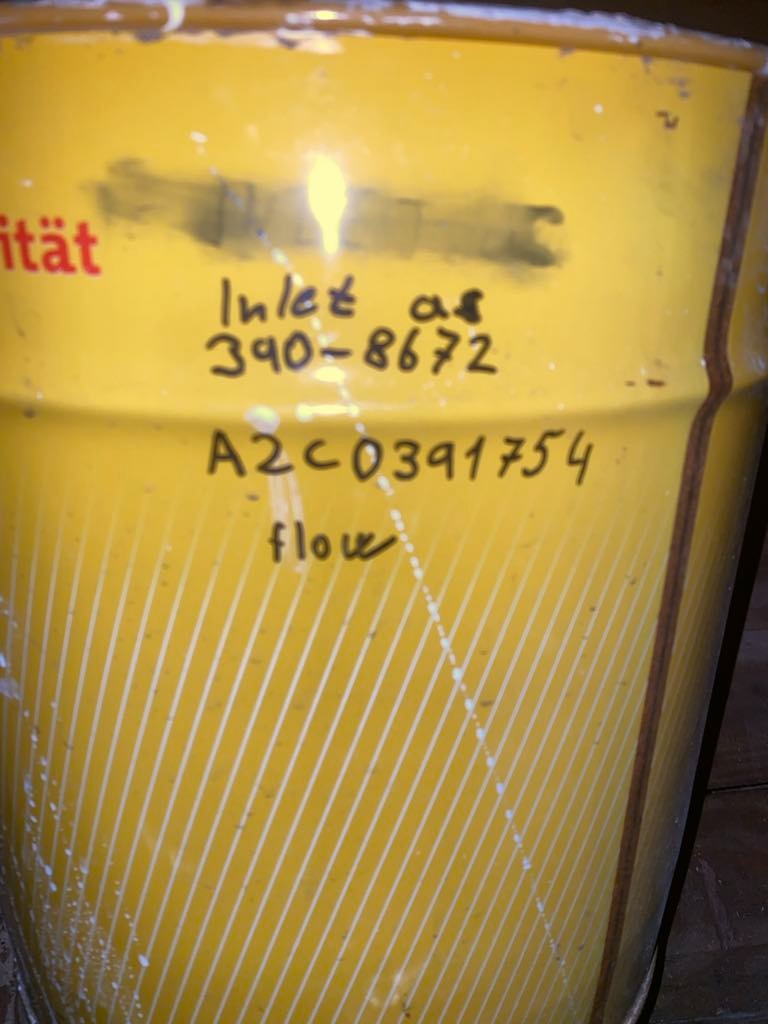 ität
Inlet as
390-8672
A2C0391754
flow